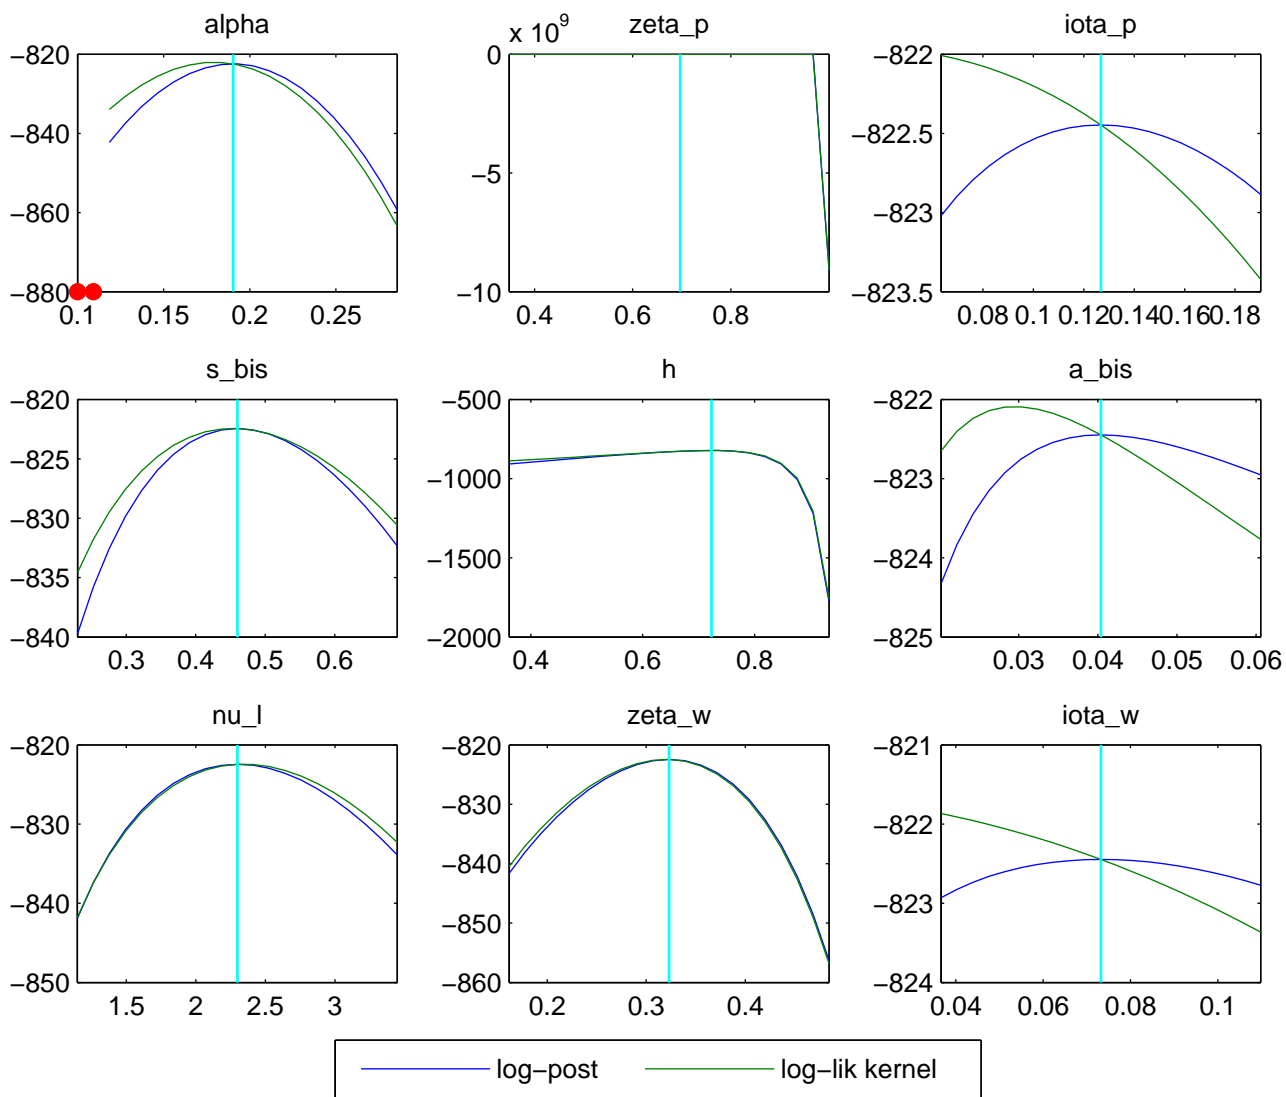 alpha
−820
−840
−860
−880
0.1 0.15 0.2 0.25
zeta_p
x 10^9
0
−5
−10
0.4 0.6 0.8
iota_p
−822
−822.5
−823
−823.5
0.08 0.1 0.12 0.14 0.16 0.18
s_bis
−820
−825
−830
−835
−840
0.3 0.4 0.5 0.6
h
−500
−1000
−1500
−2000
0.4 0.6 0.8
a_bis
−822
−823
−824
−825
0.03 0.04 0.05 0.06
nu_l
−820
−830
−840
−850
1.5 2 2.5 3
zeta_w
−820
−830
−840
−850
−860
0.2 0.3 0.4
iota_w
−821
−822
−823
−824
0.04 0.06 0.08 0.1
log−post log−lik kernel